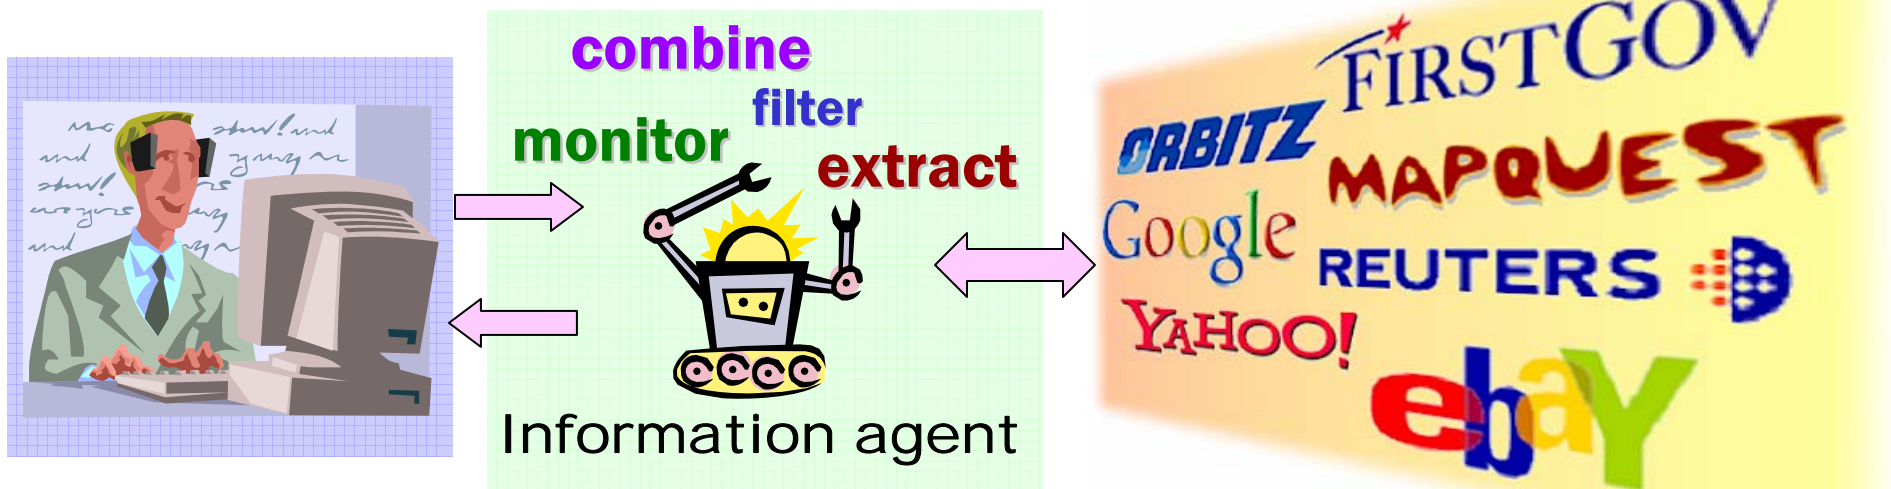 combine
filter
monitor
extract
Information agent
FIRSTGOV
ORBITZ
MAPQUEST
Google
REUTERS
YAHOO!
ebaY